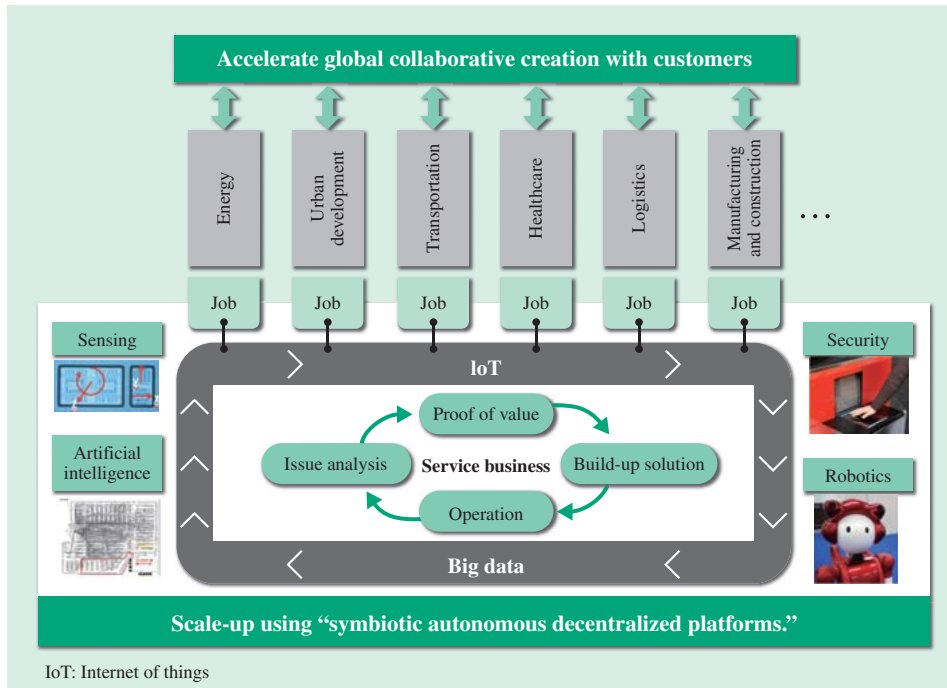 Accelerate global collaborative creation with customers
Energy
Urban
development
Transportation
Healthcare
Logistics
Manufacturing
and construction
...
Job
Job
Job
Job
Job
Job
Sensing
Artificial
intelligence
IoT
Proof of value
Issue analysis
Service business
Build-up solution
Operation
Big data
Security
Robotics
Scale-up using “symbiotic autonomous decentralized platforms.”
IoT: Internet of things